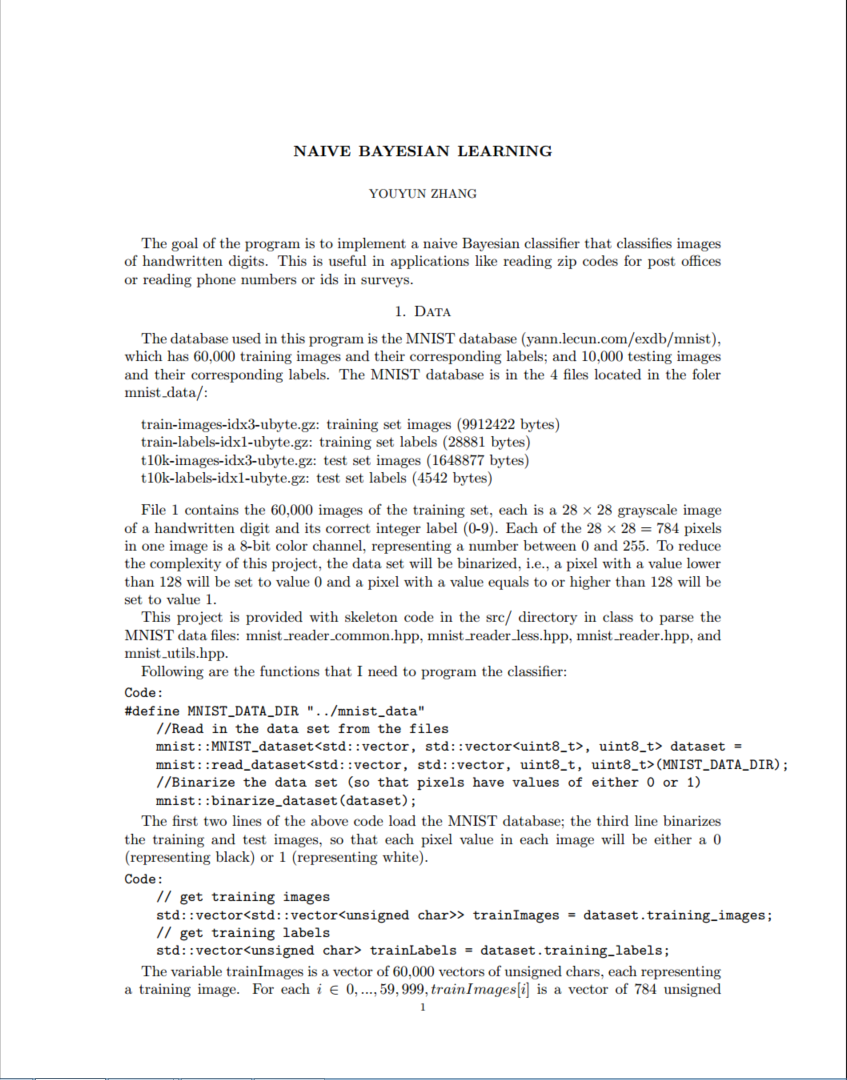 NAIVE BAYESIAN LEARNING
YOUYUN ZHANG
The goal of the program is to implement a naive Bayesian classifier that classifies images
of handwritten digits. This is useful in applications like reading zip codes for post offices
or reading phone numbers or ids in surveys.
1. Data
The database used in this program is the MNIST database (yann.lecun.com/exdb/mnist),
which has 60,000 training images and their corresponding labels; and 10,000 testing images
and their corresponding labels. The MNIST database is in the 4 files located in the foler
mnist_data/:
train-images-idx3-ubyte.gz: training set images (9912422 bytes)
train-labels-idx1-ubyte.gz: training set labels (28881 bytes)
t10k-images-idx3-ubyte.gz: test set images (1648877 bytes)
t10k-labels-idx1-ubyte.gz: test set labels (4542 bytes)
File 1 contains the 60,000 images of the training set, each is a 28 × 28 grayscale image
of a handwritten digit and its correct integer label (0-9). Each of the 28 × 28 = 784 pixels
in one image is a 8-bit color channel, representing a number between 0 and 255. To reduce
the complexity of this project, the data set will be binarized, i.e., a pixel with a value lower
than 128 will be set to value 0 and a pixel with a value equals to or higher than 128 will be
set to value 1.
This project is provided with skeleton code in the src/ directory in class to parse the
MNIST data files: mnist_reader_common.hpp, mnist_reader_less.hpp, mnist_reader.hpp, and
mnist_utils.hpp.
Following are the functions that I need to program the classifier:
Code:
#define MNIST_DATA_DIR "../mnist_data"
//Read in the data set from the files
mnist::MNIST_dataset<std::vector, std::vector<uint8_t>, uint8_t> dataset =
mnist::read_dataset<std::vector, std::vector, uint8_t, uint8_t>(MNIST_DATA_DIR);
//Binarize the data set (so that pixels have values of either 0 or 1)
mnist::binarize_dataset(dataset);
The first two lines of the above code load the MNIST database; the third line binarizes
the training and test images, so that each pixel value in each image will be either a 0
(representing black) or 1 (representing white).
Code:
// get training images
std::vector<std::vector<unsigned char>> trainImages = dataset.training_images;
// get training labels
std::vector<unsigned char> trainLabels = dataset.training_labels;
The variable trainImages is a vector of 60,000 vectors of unsigned chars, each representing
a training image. For each i ∈ 0, ..., 59, 999, trainImages[i] is a vector of 784 unsigned
1